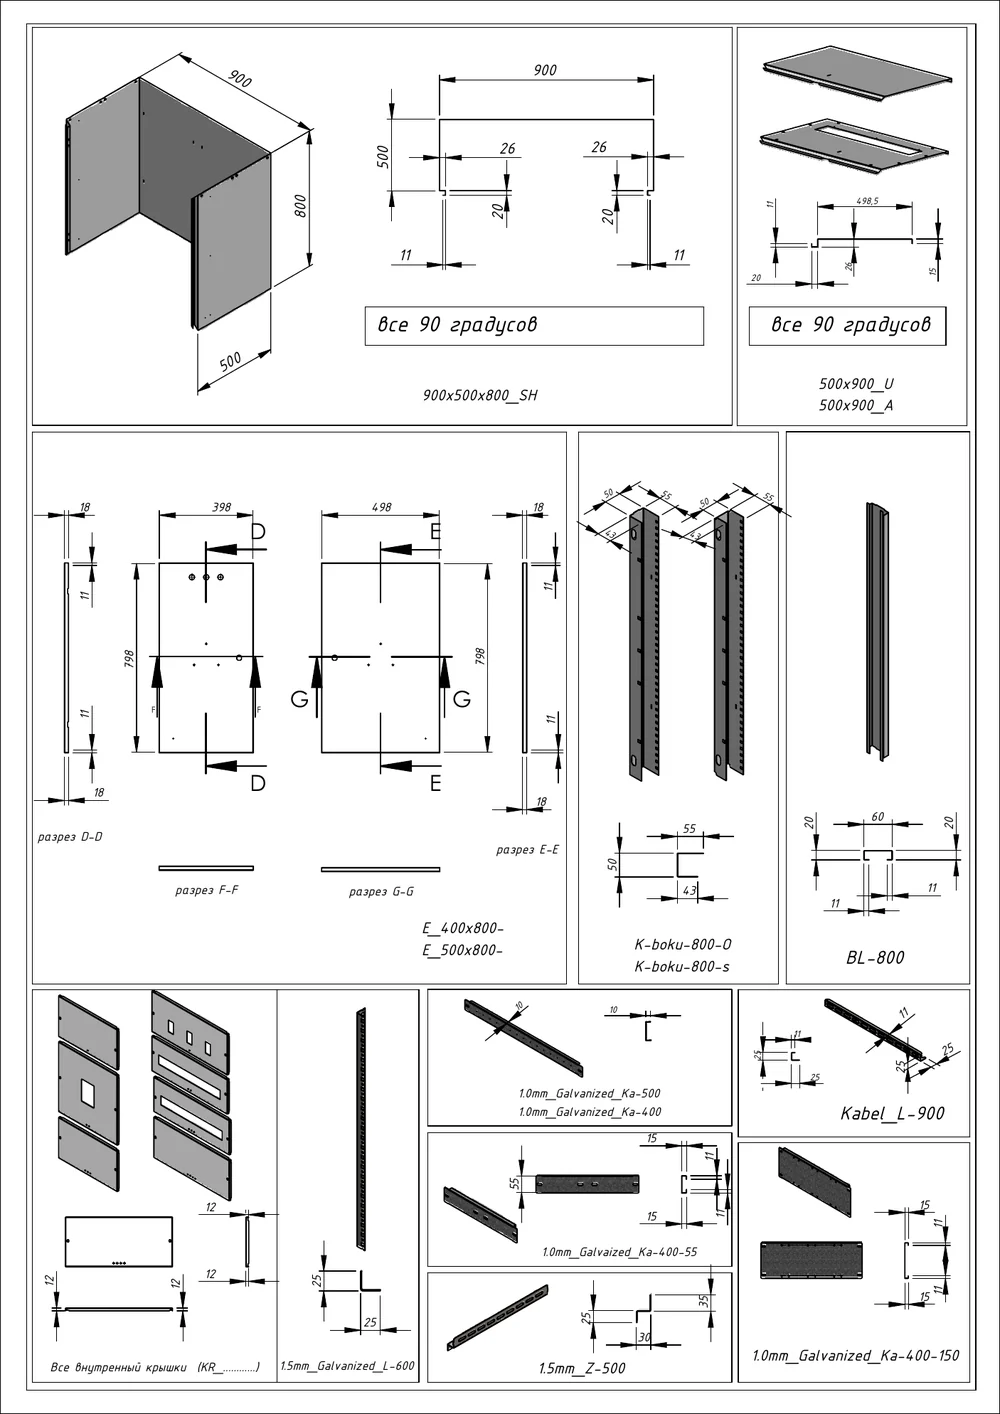 900
800
500
900
500
26
26
20
20
11
11
все 90 градусов
900x500x800_SH
498,5
11
26
15
20
все 90 градусов
500x900_U
500x900_A
18
398
D
498
E
18
11
11
798
798
F
F
G
G
11
11
18
D
E
18
разрез D-D
разрез E-E
разрез F-F
разрез G-G
E_400x800-
E_500x800-
50
55
43
50
55
43
55
50
43
K-boku-800-O
K-boku-800-s
60
20
20
11
11
BL-800
12
12
12
12
Все внутренный крышки (KR_............)
25
25
1.5mm_Galvanized_L-600
10
10
1.0mm_Galvanized_Ka-500
1.0mm_Galvanized_Ka-400
55
15
11
11
15
1.0mm_Galvaized_Ka-400-55
35
25
30
1.5mm_Z-500
11
25
25
11
25
25
Kabel_L-900
15
11
11
15
1.0mm_Galvanized_Ka-400-150